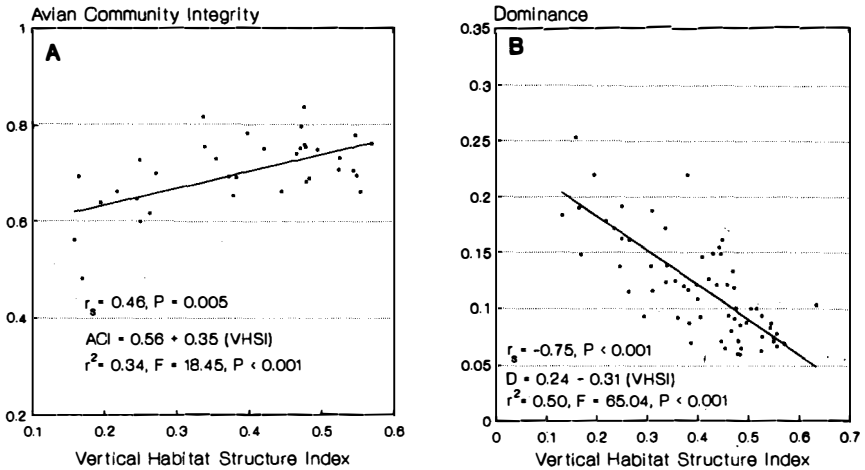 Avian Community Integrity
A
1
0.8
0.6
0.4
0.2
0.1
0.2
0.3
0.4
0.5
0.6
r_s = 0.46, P = 0.005
ACI = 0.56 + 0.35 (VHSI)
r² = 0.34, F = 18.45, P < 0.001
Vertical Habitat Structure Index
Dominance
B
0.35
0.3
0.25
0.2
0.15
0.1
0.05
0
0
0.1
0.2
0.3
0.4
0.5
0.6
0.7
r_s = -0.75, P < 0.001
D = 0.24 - 0.31 (VHSI)
r² = 0.50, F = 65.04, P < 0.001
Vertical Habitat Structure Index